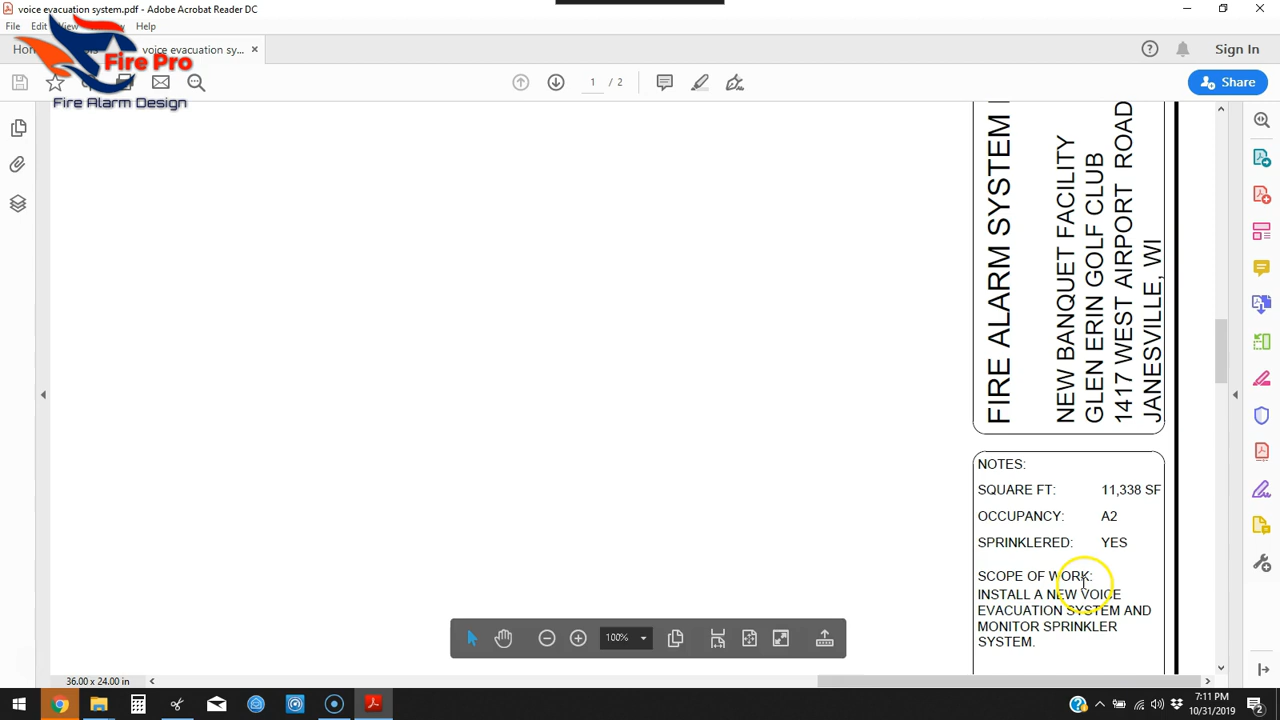 voice evacuation system.pdf - Adobe Acrobat Reader DC
File Edit View Help
voice evacuation sy...
Sign In
Fire Pro
Fire Alarm Design
1 / 2
Share
FIRE ALARM SYSTEM
NEW BANQUET FACILITY
GLEN ERIN GOLF CLUB
1417 WEST AIRPORT ROAD
JANESVILLE, WI
NOTES:
SQUARE FT: 11,338 SF
OCCUPANCY: A2
SPRINKLERED: YES
SCOPE OF WORK:
INSTALL A NEW VOICE
EVACUATION SYSTEM AND
MONITOR SPRINKLER
SYSTEM.
100%
36.00 x 24.00 in
7:11 PM
10/31/2019
2